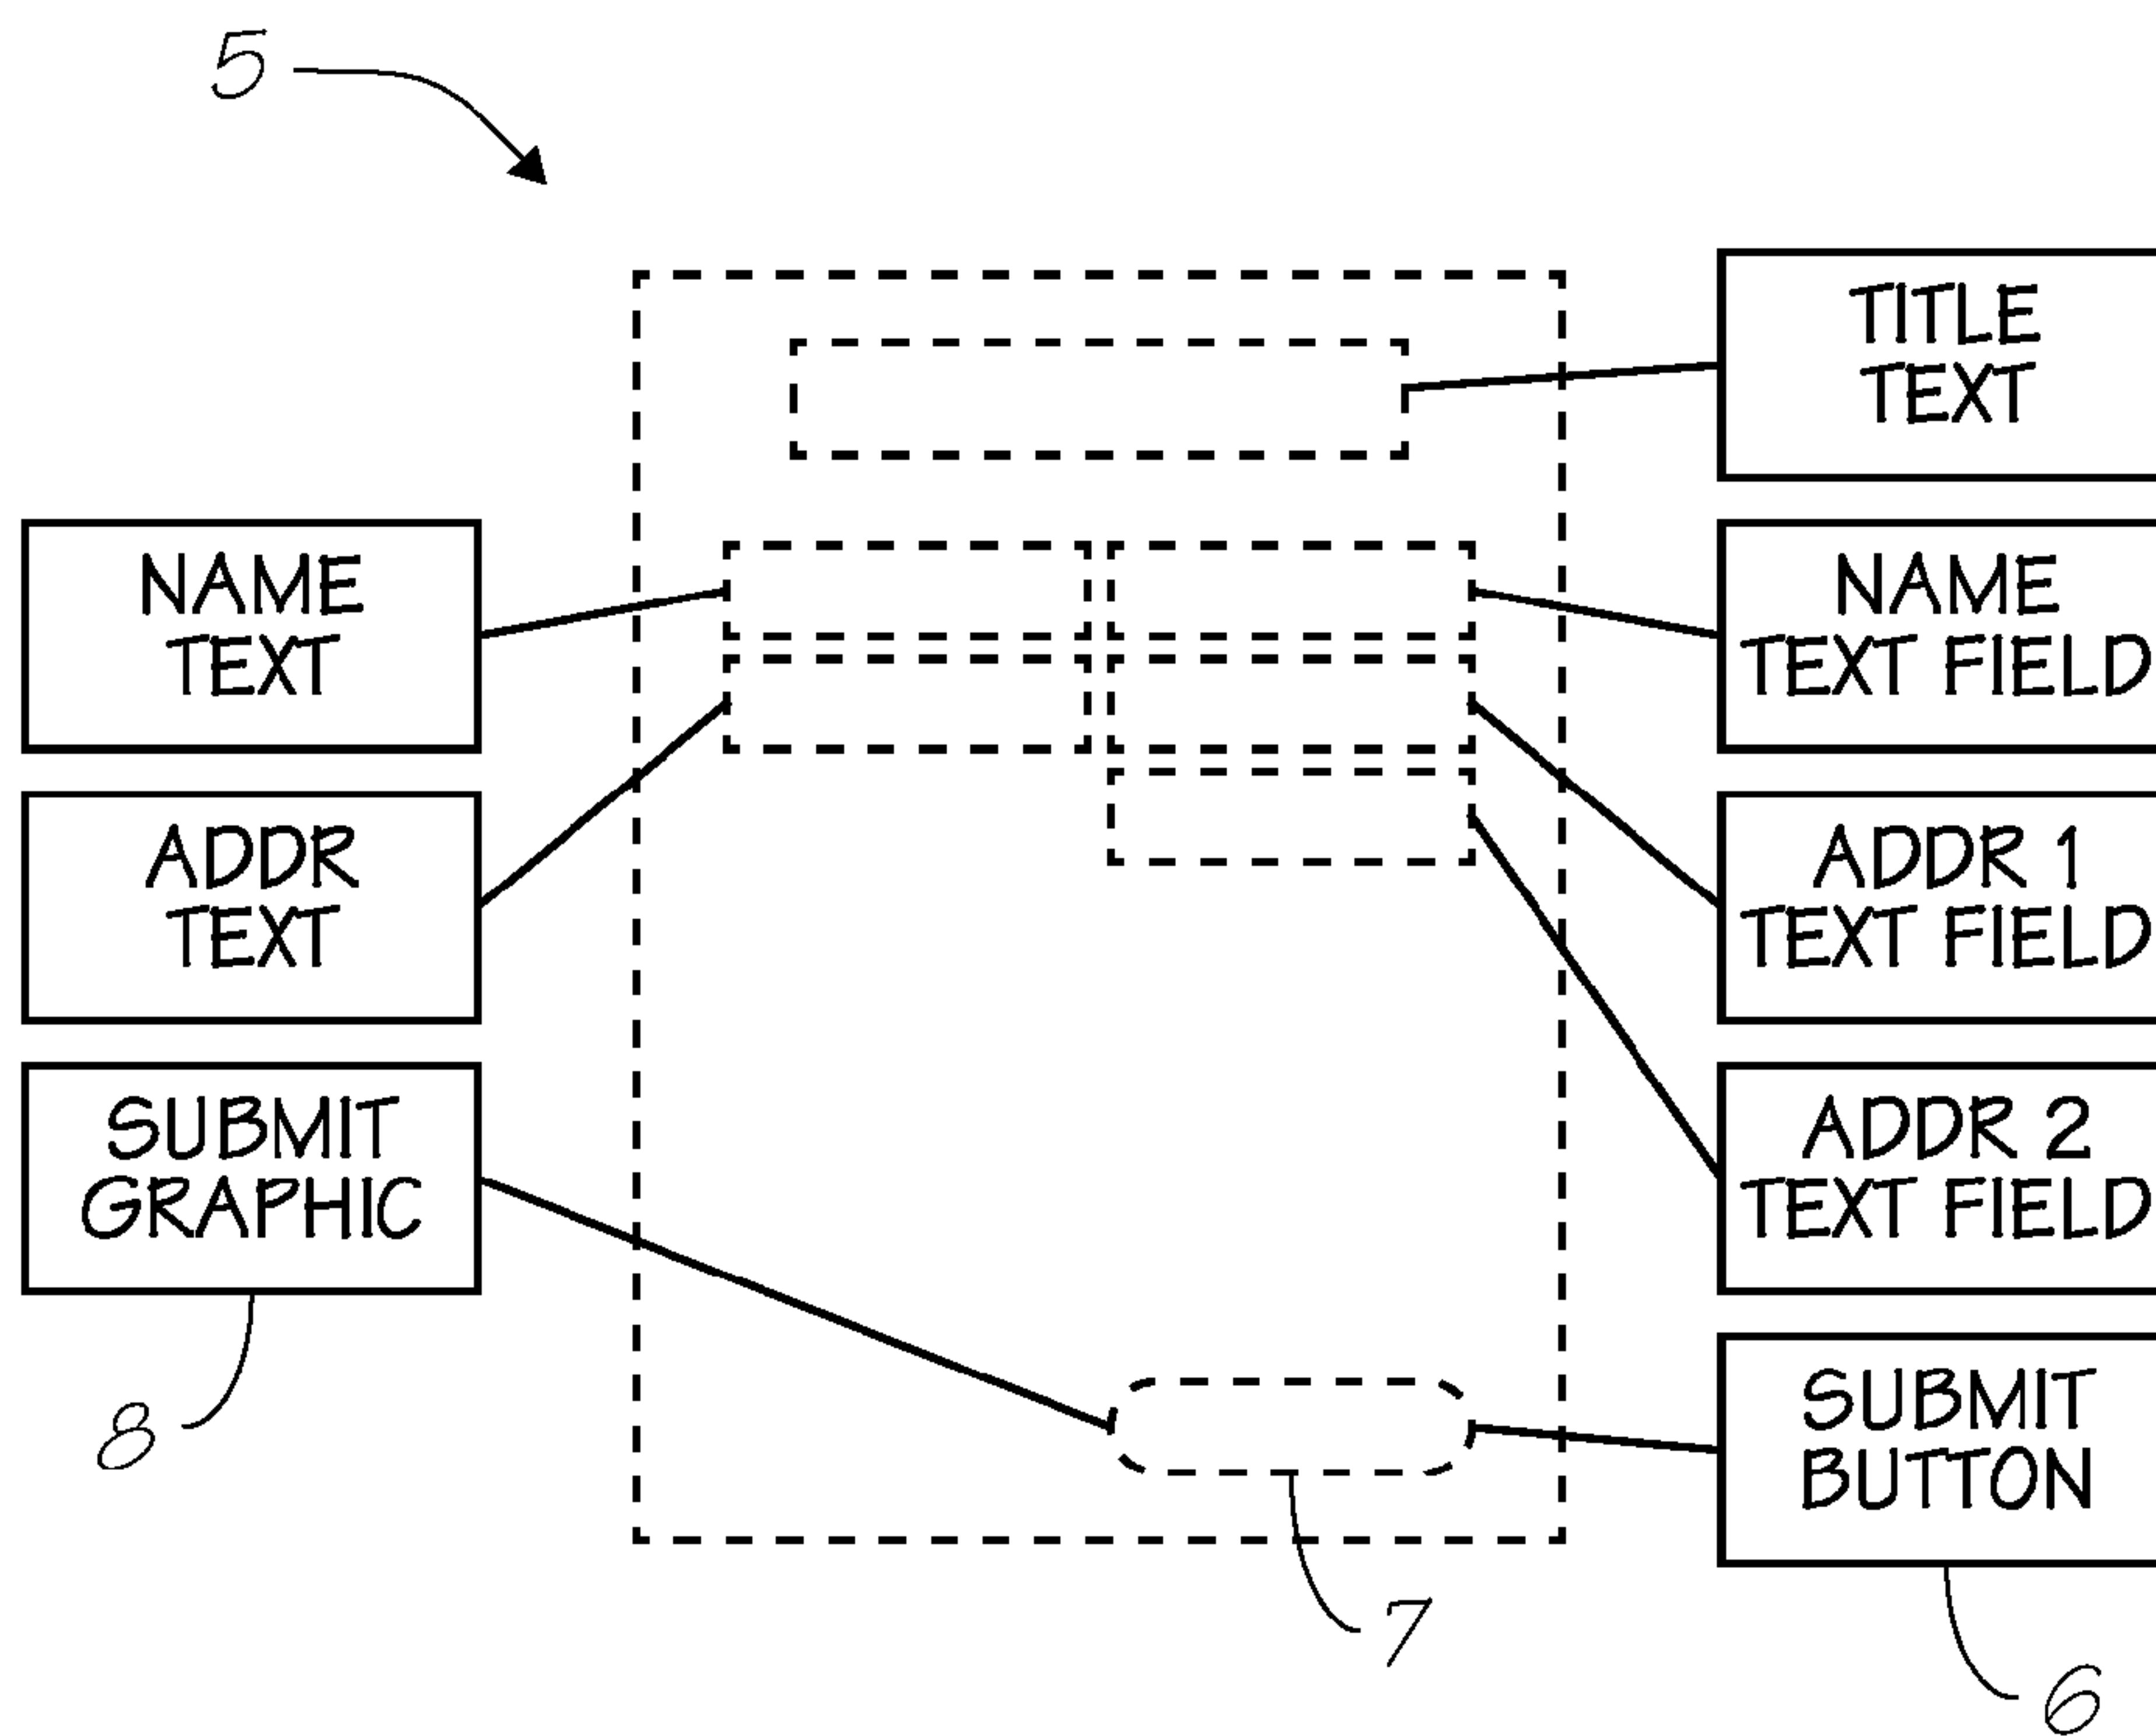 5
TITLE
TEXT
NAME
TEXT
NAME
TEXT FIELD
ADDR
TEXT
ADDR 1
TEXT FIELD
SUBMIT
GRAPHIC
ADDR 2
TEXT FIELD
SUBMIT
BUTTON
8
7
6